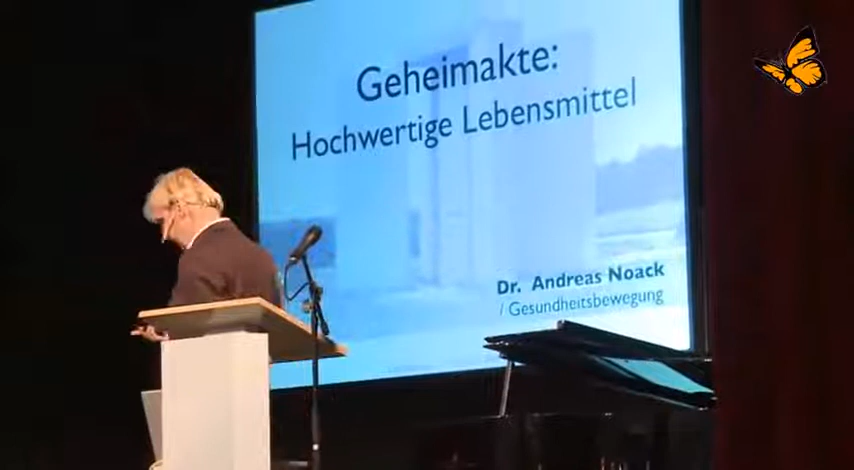 Geheimakte:
Hochwertige Lebensmittel
Dr. Andreas Noack
/ Gesundheitsbewegung